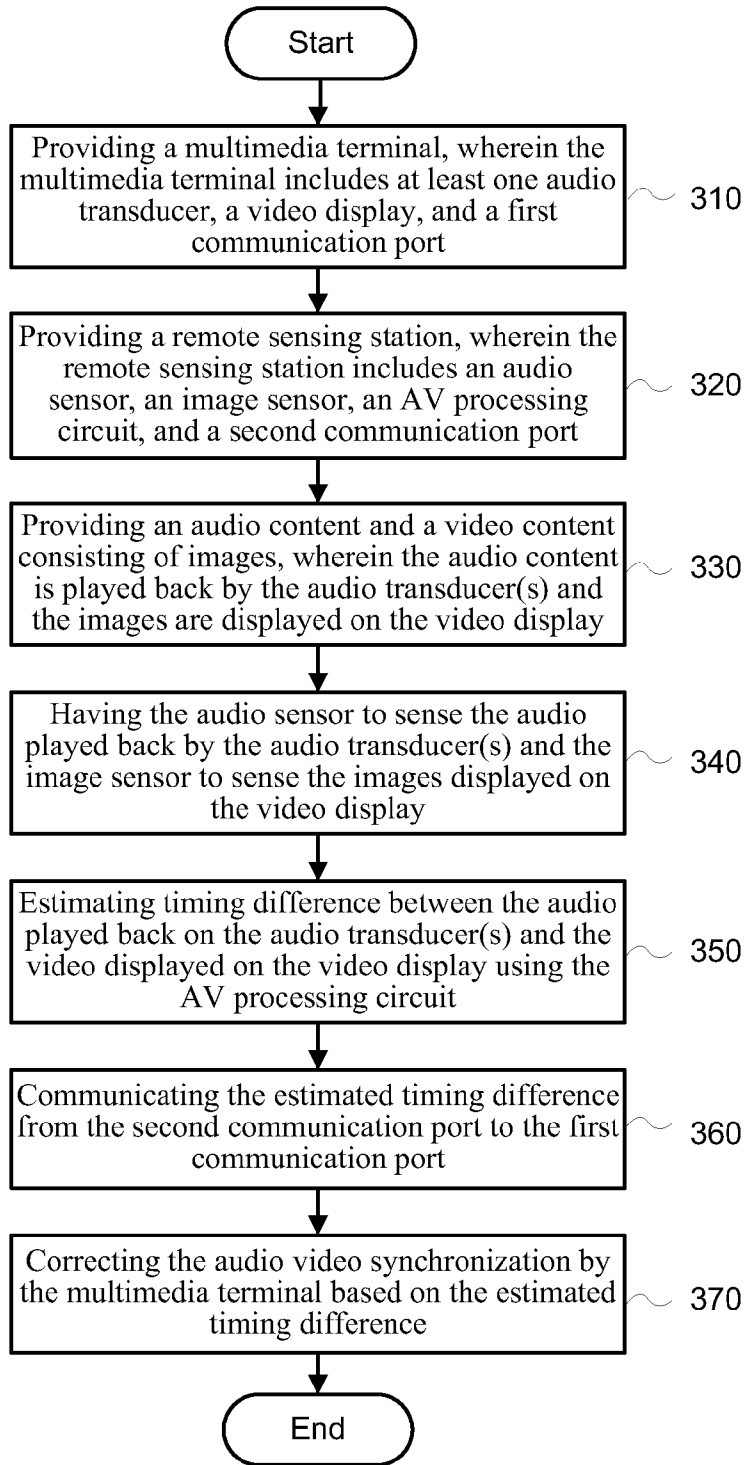 Start
Providing a multimedia terminal, wherein the
multimedia terminal includes at least one audio
transducer, a video display, and a first
communication port
310
Providing a remote sensing station, wherein the
remote sensing station includes an audio
sensor, an image sensor, an AV processing
circuit, and a second communication port
320
Providing an audio content and a video content
consisting of images, wherein the audio content
is played back by the audio transducer(s) and
the images are displayed on the video display
330
Having the audio sensor to sense the audio
played back by the audio transducer(s) and the
image sensor to sense the images displayed on
the video display
340
Estimating timing difference between the audio
played back on the audio transducer(s) and the
video displayed on the video display using the
AV processing circuit
350
Communicating the estimated timing difference
from the second communication port to the first
communication port
360
Correcting the audio video synchronization by
the multimedia terminal based on the estimated
timing difference
370
End